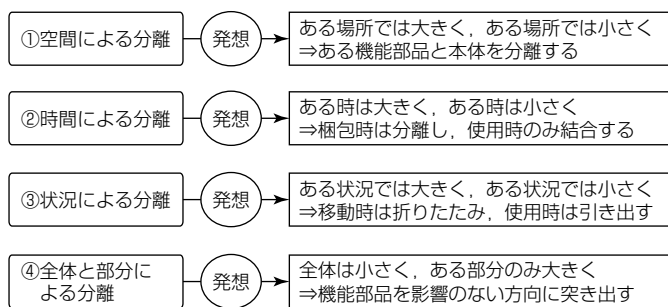 ①空間による分離
発想
ある場所では大きく，ある場所では小さく
⇒ある機能部品と本体を分離する
②時間による分離
発想
ある時は大きく，ある時は小さく
⇒梱包時は分離し，使用時のみ結合する
③状況による分離
発想
ある状況では大きく，ある状況では小さく
⇒移動時は折りたたみ，使用時は引き出す
④全体と部分に
よる分離
発想
全体は小さく，ある部分のみ大きく
⇒機能部品を影響のない方向に突き出す